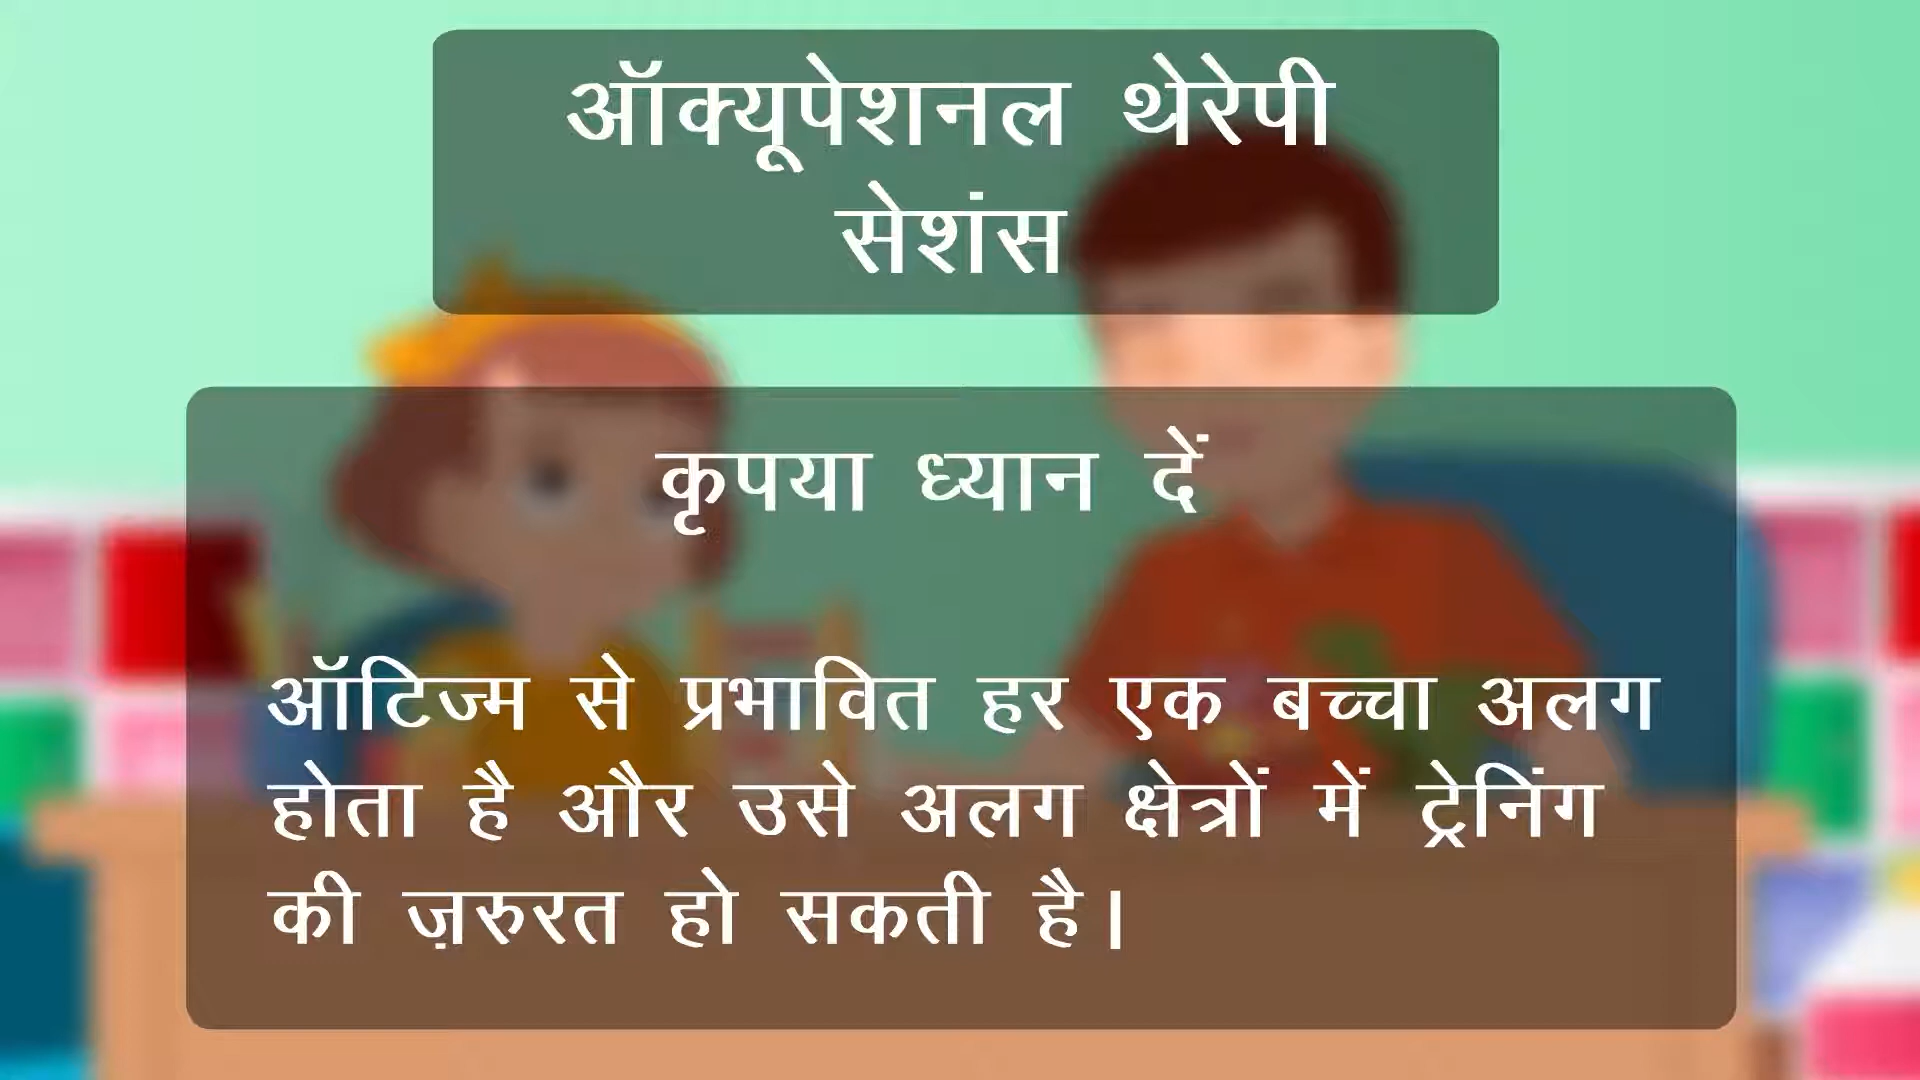 ऑक्यूपेशनल थेरेपी
सेशंस
कृपया ध्यान दें
ऑटिज्म से प्रभावित हर एक बच्चा अलग
होता है और उसे अलग क्षेत्रों में ट्रेनिंग
की ज़रुरत हो सकती है।